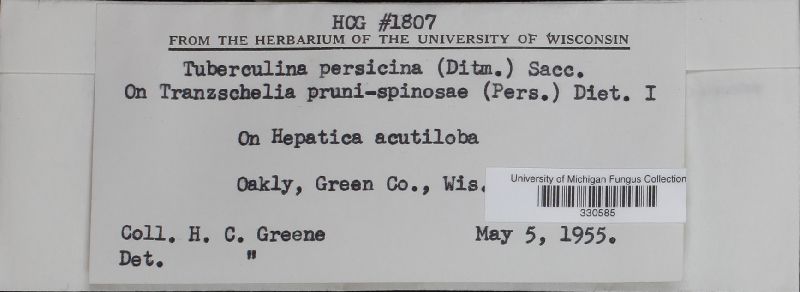 HCG #1807
FROM THE HERBARIUM OF THE UNIVERSITY OF WISCONSIN
Tuberculina persicina (Ditm.) Sacc.
On Tranzschelia pruni-spinosae (Pers.) Diet. I
On Hepatica acutiloba
Oakly, Green Co., Wis.
University of Michigan Fungus Collection
330585
Coll. H. C. Greene May 5, 1955.
Det. "